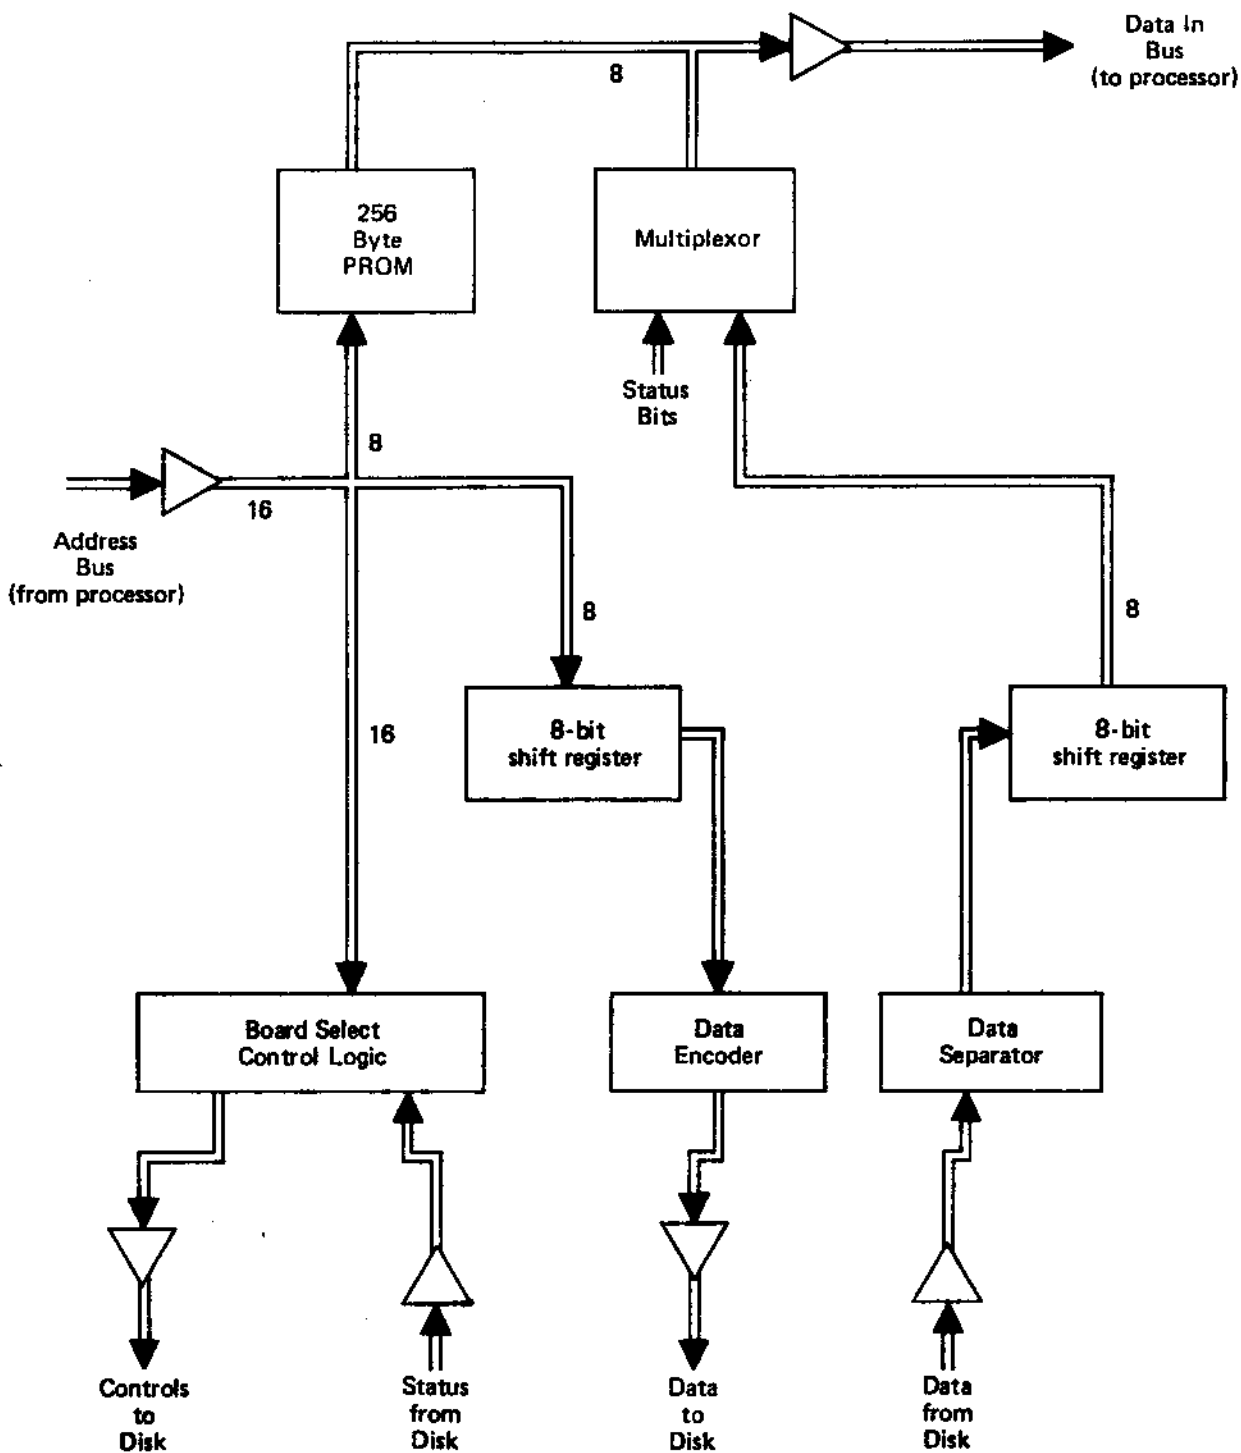 Data In
Bus
(to processor)
8
256
Byte
PROM
Multiplexor
Status
Bits
8
16
Address
Bus
(from processor)
8
8
16
8-bit
shift register
8-bit
shift register
Board Select
Control Logic
Data
Encoder
Data
Separator
Controls
to
Disk
Status
from
Disk
Data
to
Disk
Data
from
Disk